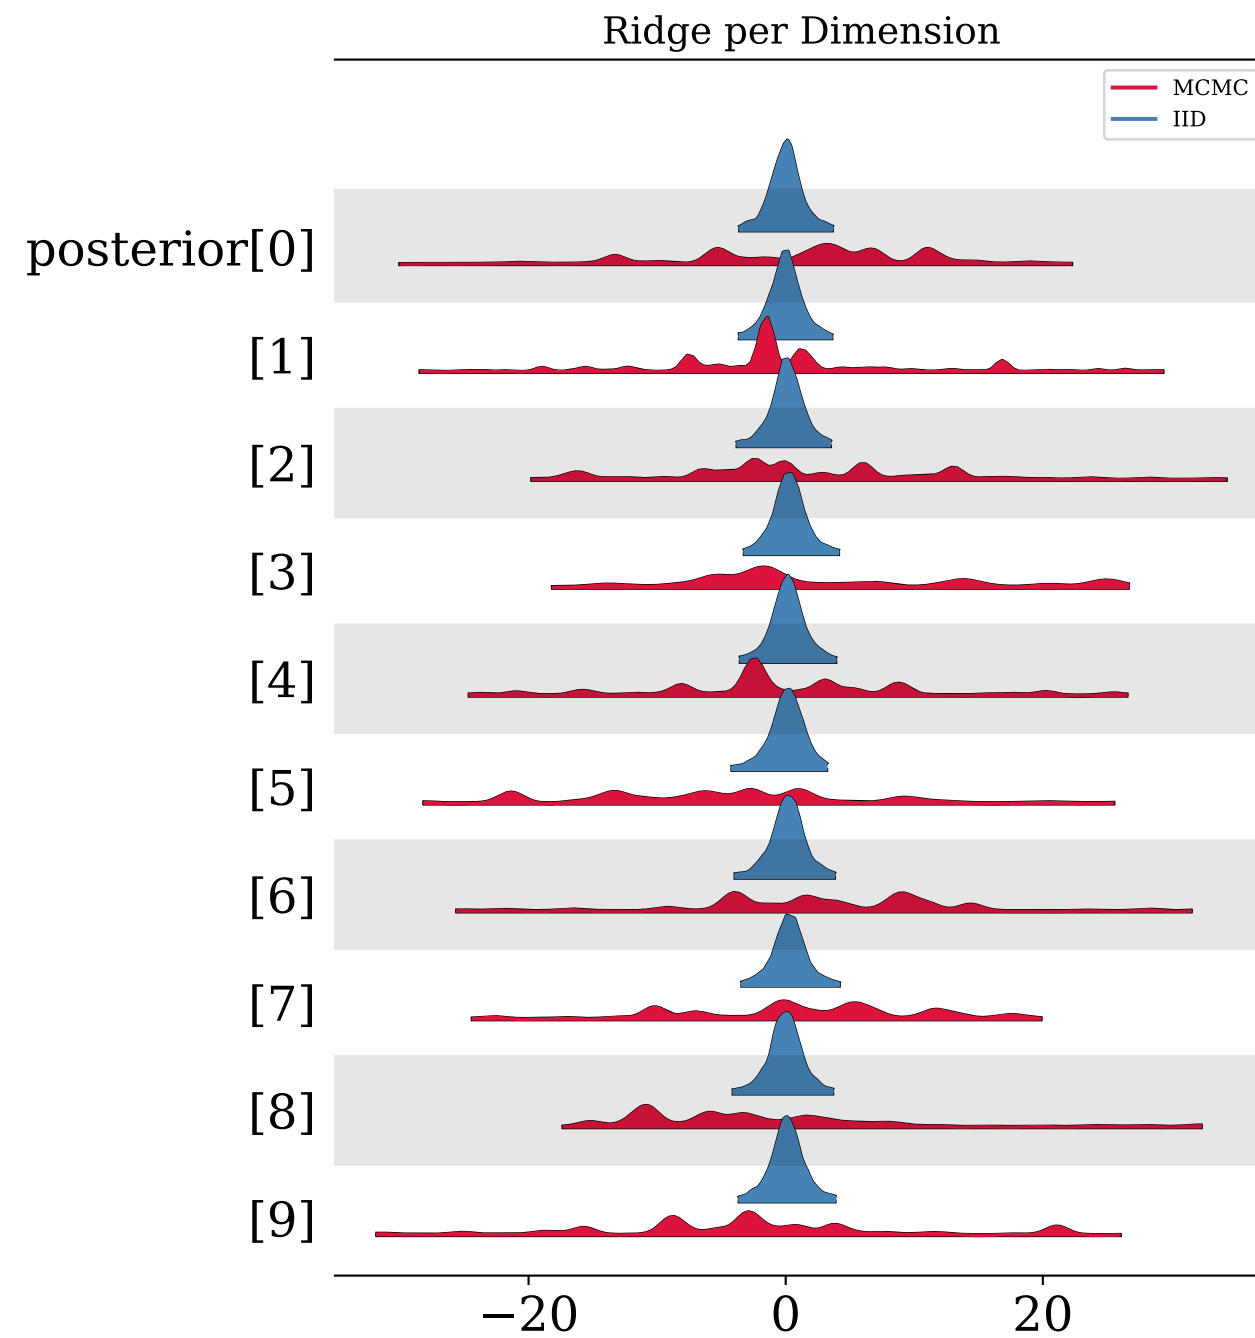 Ridge per Dimension
MCMC
IID
posterior[0]
[1]
[2]
[3]
[4]
[5]
[6]
[7]
[8]
[9]
−20 0 20